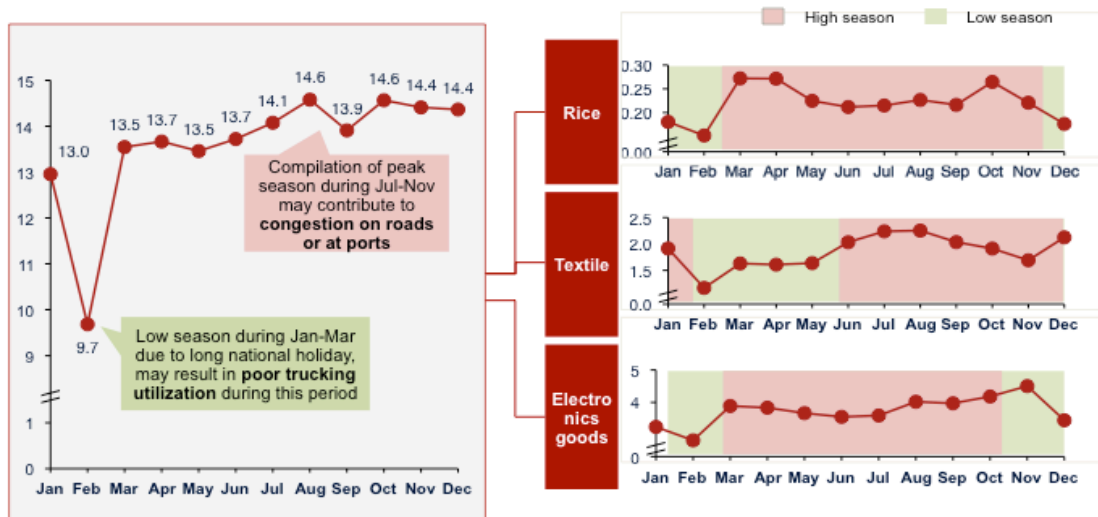 High season
Low season
15
14
13
12
11
10
9
1
0
13.0
9.7
13.5
13.7
13.5
13.7
14.1
14.6
13.9
14.6
14.4
14.4
Compilation of peak
season during Jul-Nov
may contribute to
congestion on roads
or at ports
Low season during Jan-Mar
due to long national holiday,
may result in poor trucking
utilization during this period
Jan Feb Mar Apr May Jun Jul Aug Sep Oct Nov Dec
Rice
0.30
0.20
0.00
Jan Feb Mar Apr May Jun Jul Aug Sep Oct Nov Dec
Textile
2.5
1.5
0.0
Jan Feb Mar Apr May Jun Jul Aug Sep Oct Nov Dec
Electro
nics
goods
5
4
0
Jan Feb Mar Apr May Jun Jul Aug Sep Oct Nov Dec